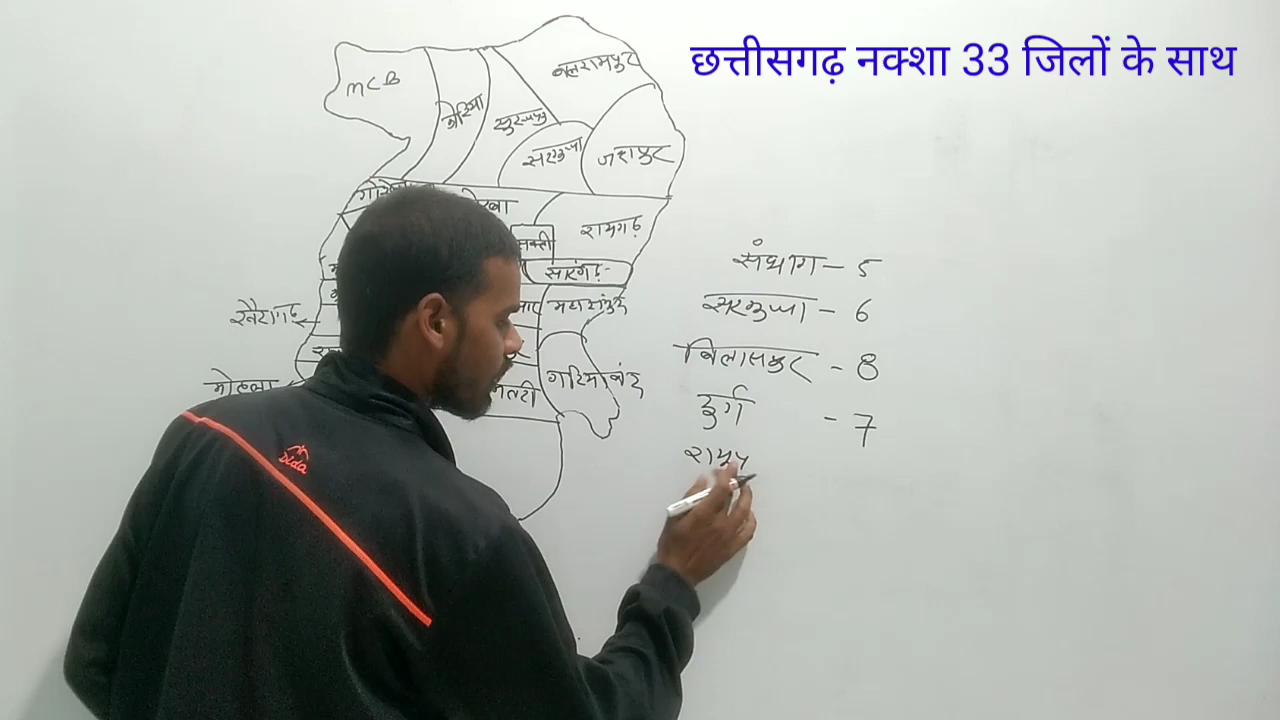 छत्तीसगढ़ नक्शा 33 जिलों के साथ
MCB
कोरिया
सूरजपुर
बलरामपुर
सरगुजा
जशपुर
रायगढ़
सक्ती
सारंगढ़
महासमुंद
खैरागढ़
मोहला
गरियाबंद
संभाग - 5
सरगुजा - 6
बिलासपुर - 8
दुर्ग - 7
रायपु
Dida